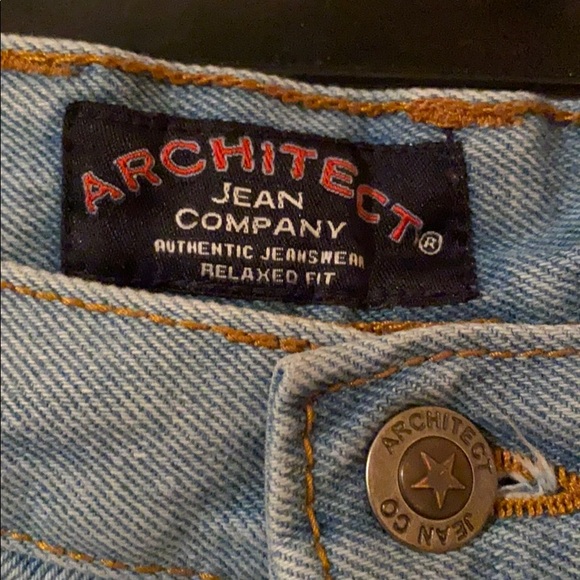 ARCHiTECT®
JEAN
COMPANY
AUTHENTIC JEANSWEAR
RELAXED FIT
ARCHITECT
JEAN CO